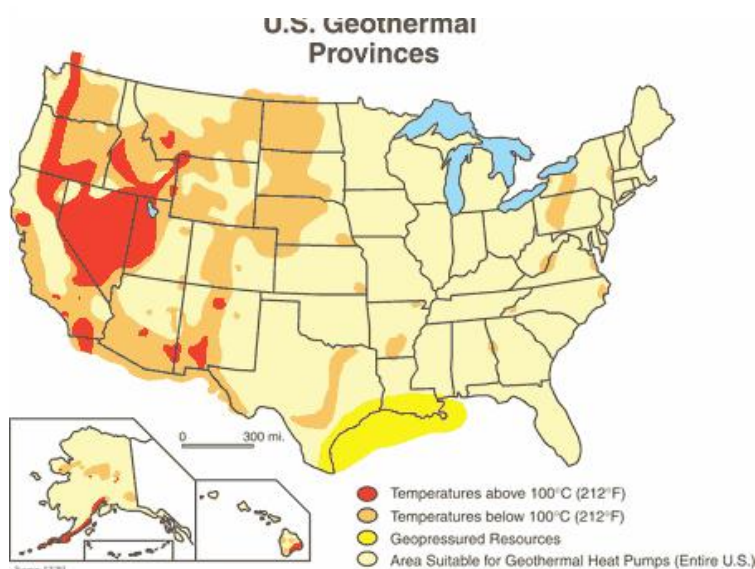 U.S. Geothermal
Provinces
0 300 mi.
Temperatures above 100°C (212°F)
Temperatures below 100°C (212°F)
Geopressured Resources
Area Suitable for Geothermal Heat Pumps (Entire U.S.)